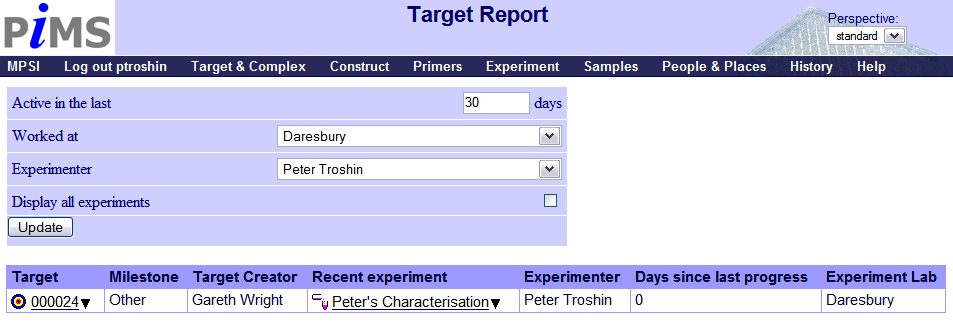 PiMS
Target Report
Perspective:
standard
MPSI Log out ptroshin Target & Complex Construct Primers Experiment Samples People & Places History Help
Active in the last 30 days
Worked at Daresbury
Experimenter Peter Troshin
Display all experiments
Update
Target Milestone Target Creator Recent experiment Experimenter Days since last progress Experiment Lab
000024 Other Gareth Wright Peter's Characterisation Peter Troshin 0 Daresbury